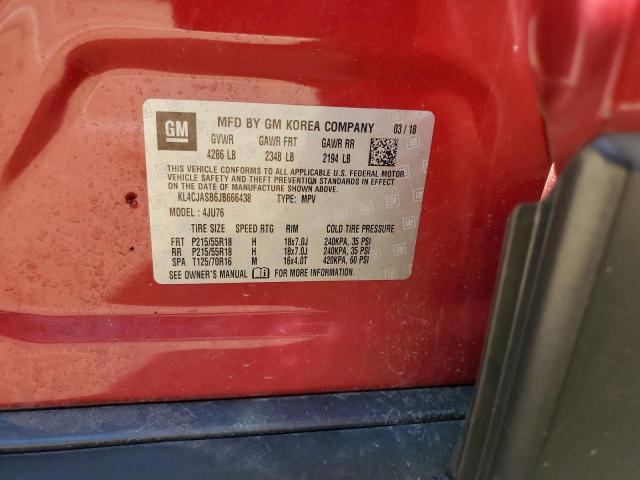 GM
MFD BY GM KOREA COMPANY 03 / 18
GVWR GAWR FRT GAWR RR
4286 LB 2348 LB 2194 LB
THIS VEHICLE CONFORMS TO ALL APPLICABLE U.S. FEDERAL MOTOR
VEHICLE SAFETY AND THEFT PREVENTION STANDARDS IN EFFECT ON
THE DATE OF MANUFACTURE SHOWN ABOVE.
KL4CJASB6JB666438 TYPE: MPV
MODEL : 4JU76
TIRE SIZE SPEED RTG RIM COLD TIRE PRESSURE
FRT P215/55R18 H 18x7.0J 240KPA, 35 PSI
RR P215/55R18 H 18x7.0J 240KPA, 35 PSI
SPA T125/70R16 M 16x4.0T 420KPA, 60 PSI
SEE OWNER'S MANUAL FOR MORE INFORMATION.